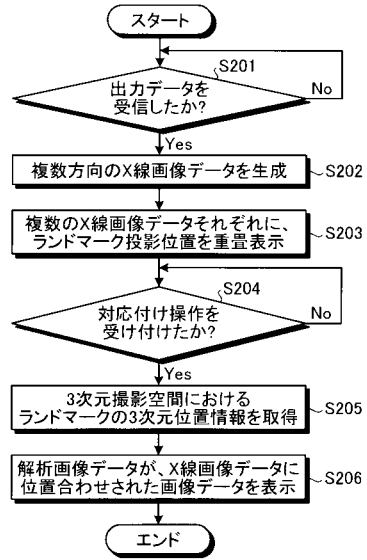 スタート
S201
出力データを
受信したか?
No
Yes
複数方向のX線画像データを生成
S202
複数のX線画像データそれぞれに、
ランドマーク投影位置を重畳表示
S203
S204
対応付け操作を
受け付けたか?
No
Yes
3次元撮影空間における
ランドマークの3次元位置情報を取得
S205
解析画像データが、X線画像データに
位置合わせされた画像データを表示
S206
エンド